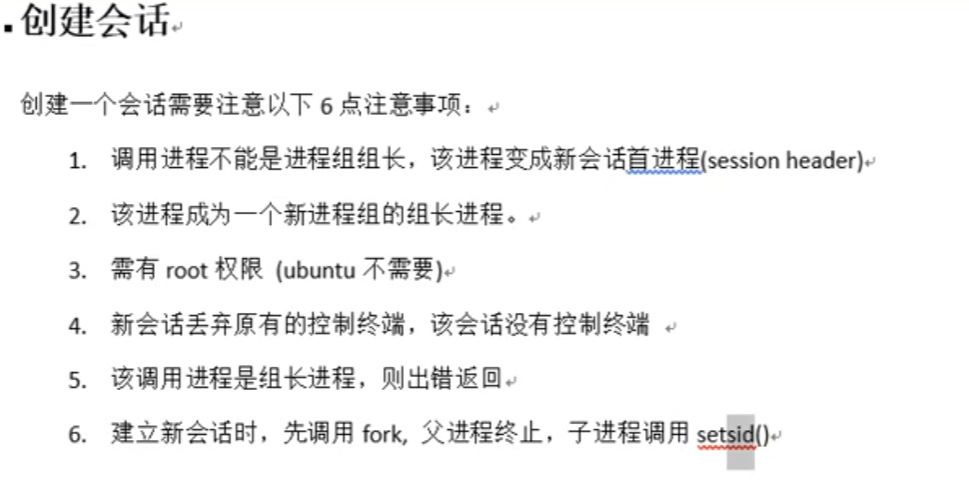 创建会话
创建一个会话需要注意以下 6 点注意事项：
1. 调用进程不能是进程组组长，该进程变成新会话首进程(session header)
2. 该进程成为一个新进程组的组长进程。
3. 需有 root 权限 (ubuntu 不需要)
4. 新会话丢弃原有的控制终端，该会话没有控制终端
5. 该调用进程是组长进程，则出错返回
6. 建立新会话时，先调用 fork, 父进程终止，子进程调用 setsid()